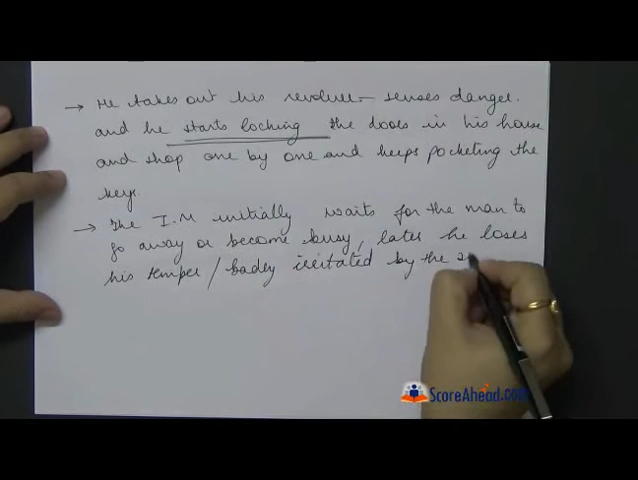 → He takes out his revolver - senses danger.
and he starts locking the doors in his house
and shop one by one and keeps pocketing the
keys.
→ The I.M initially waits for the man to
go away or become busy, later he loses
his temper / badly irritated by the
ScoreAhead.com